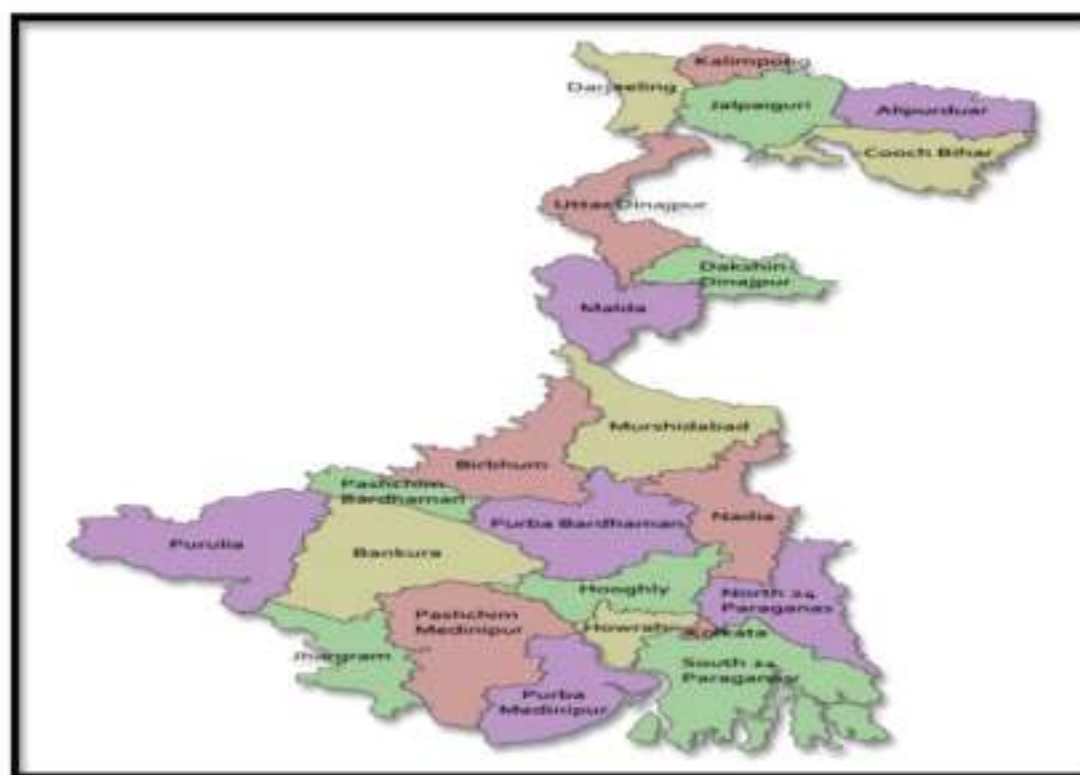 Kalimpong
Darjeeling
Jalpaiguri
Alipurduar
Cooch Bihar
Uttar Dinajpur
Dakshin
Dinajpur
Malda
Murshidabad
Birbhum
Pashchim
Bardhaman
Purba Bardhaman
Nadia
Purulia
Bankura
Hooghly
North 24
Paraganas
Pashchim
Medinipur
Howrah
Kolkata
Jhargram
South 24
Paraganas
Purba
Medinipur